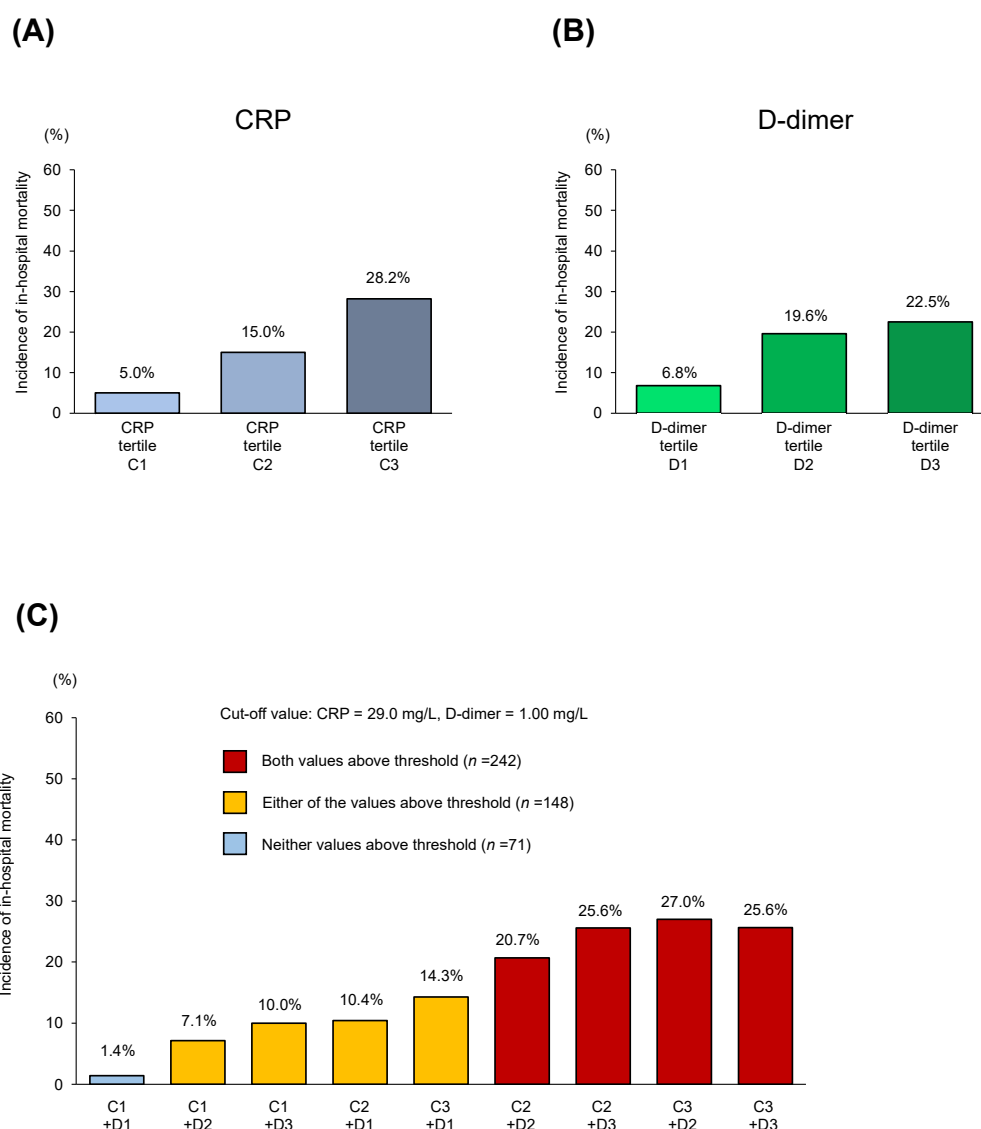 (A)
(B)
CRP
D-dimer
(%)
Incidence of in-hospital mortality
60
50
40
30
20
10
0
5.0%
15.0%
28.2%
CRP
tertile
C1
CRP
tertile
C2
CRP
tertile
C3
(%)
Incidence of in-hospital mortality
60
50
40
30
20
10
0
6.8%
19.6%
22.5%
D-dimer
tertile
D1
D-dimer
tertile
D2
D-dimer
tertile
D3
(C)
(%)
Incidence of in-hospital mortality
60
50
40
30
20
10
0
Cut-off value: CRP = 29.0 mg/L, D-dimer = 1.00 mg/L
Both values above threshold (n =242)
Either of the values above threshold (n =148)
Neither values above threshold (n =71)
1.4%
7.1%
10.0%
10.4%
14.3%
20.7%
25.6%
27.0%
25.6%
C1
+D1
C1
+D2
C1
+D3
C2
+D1
C3
+D1
C2
+D2
C2
+D3
C3
+D2
C3
+D3